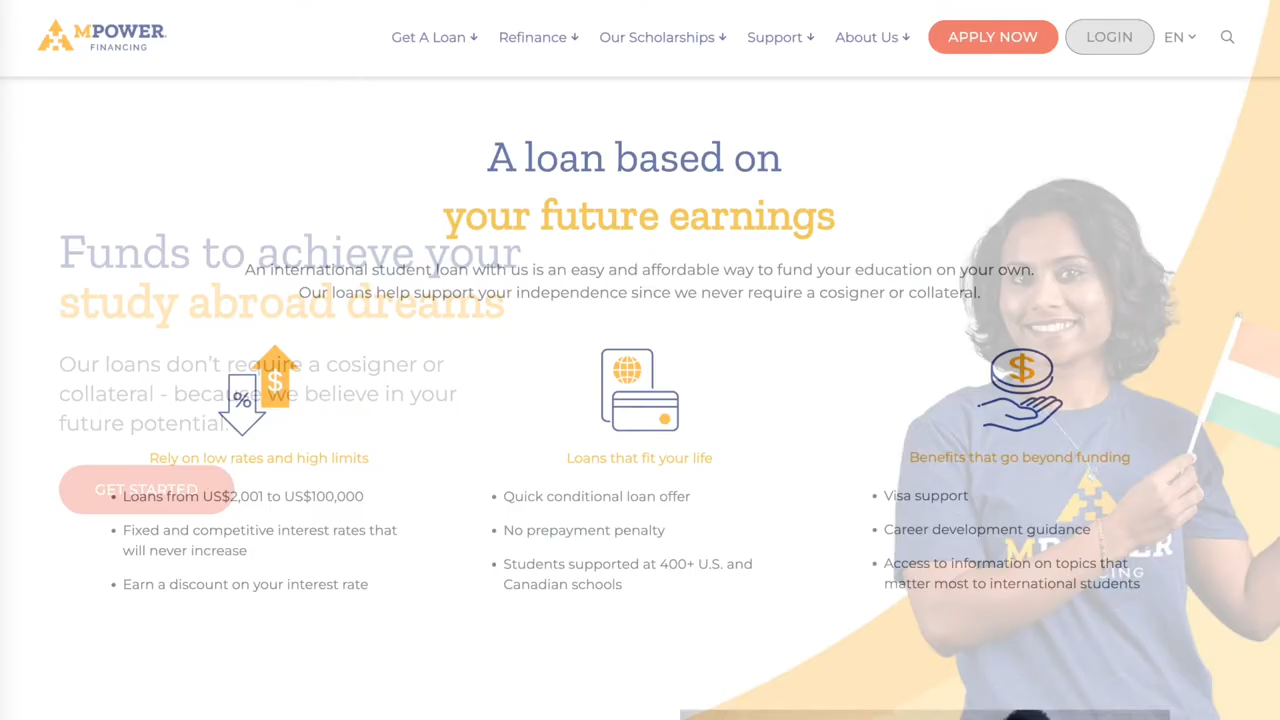 MPOWER
FINANCING
Get A Loan
Refinance
Our Scholarships
Support
About Us
APPLY NOW
LOGIN
EN
A loan based on
your future earnings
Funds to achieve your
study abroad dreams
An international student loan with us is an easy and affordable way to fund your education on your own.
Our loans help support your independence since we never require a cosigner or collateral.
Our loans don't require a cosigner or
collateral - because we believe in your
future potential.
GET STARTED
$
%
Rely on low rates and high limits
• Loans from US$2,001 to US$100,000
• Fixed and competitive interest rates that
will never increase
• Earn a discount on your interest rate
Loans that fit your life
• Quick conditional loan offer
• No prepayment penalty
• Students supported at 400+ U.S. and
Canadian schools
$
Benefits that go beyond funding
• Visa support
• Career development guidance
• Access to information on topics that
matter most to international students